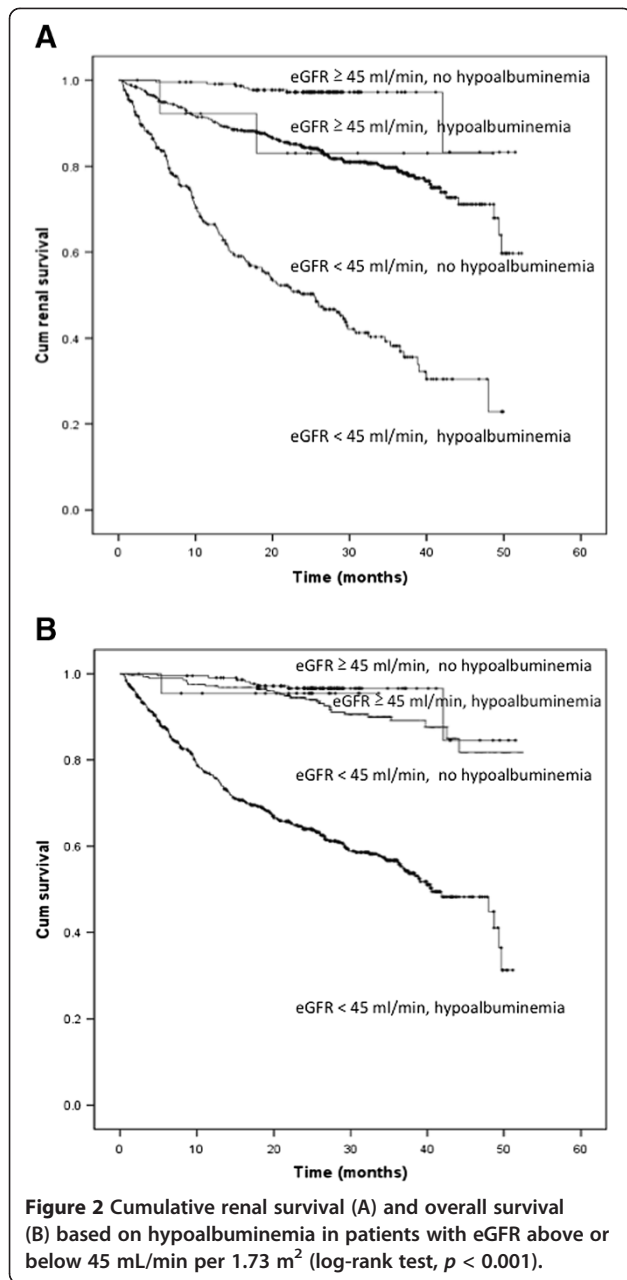 A
eGFR ≥ 45 ml/min, no hypoalbuminemia
1.0
eGFR ≥ 45 ml/min, hypoalbuminemia
0.8
0.6
eGFR < 45 ml/min, no hypoalbuminemia
0.4
eGFR < 45 ml/min, hypoalbuminemia
0.2
0.0
Cum renal survival
0 10 20 30 40 50 60
Time (months)
B
eGFR ≥ 45 ml/min, no hypoalbuminemia
1.0
eGFR ≥ 45 ml/min, hypoalbuminemia
0.8
eGFR < 45 ml/min, no hypoalbuminemia
0.6
0.4
eGFR < 45 ml/min, hypoalbuminemia
0.2
0.0
Cum survival
0 10 20 30 40 50 60
Time (months)
Figure 2 Cumulative renal survival (A) and overall survival
(B) based on hypoalbuminemia in patients with eGFR above or
below 45 mL/min per 1.73 m² (log-rank test, p < 0.001).